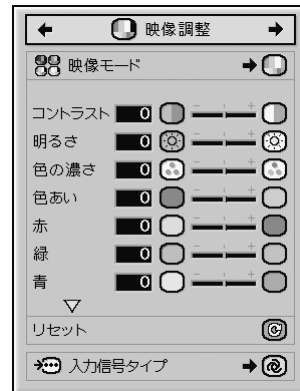 映像調整
映像モード
コントラスト 0
明るさ 0
色の濃さ 0
色あい 0
赤 0
緑 0
青 0
リセット
入力信号タイプ